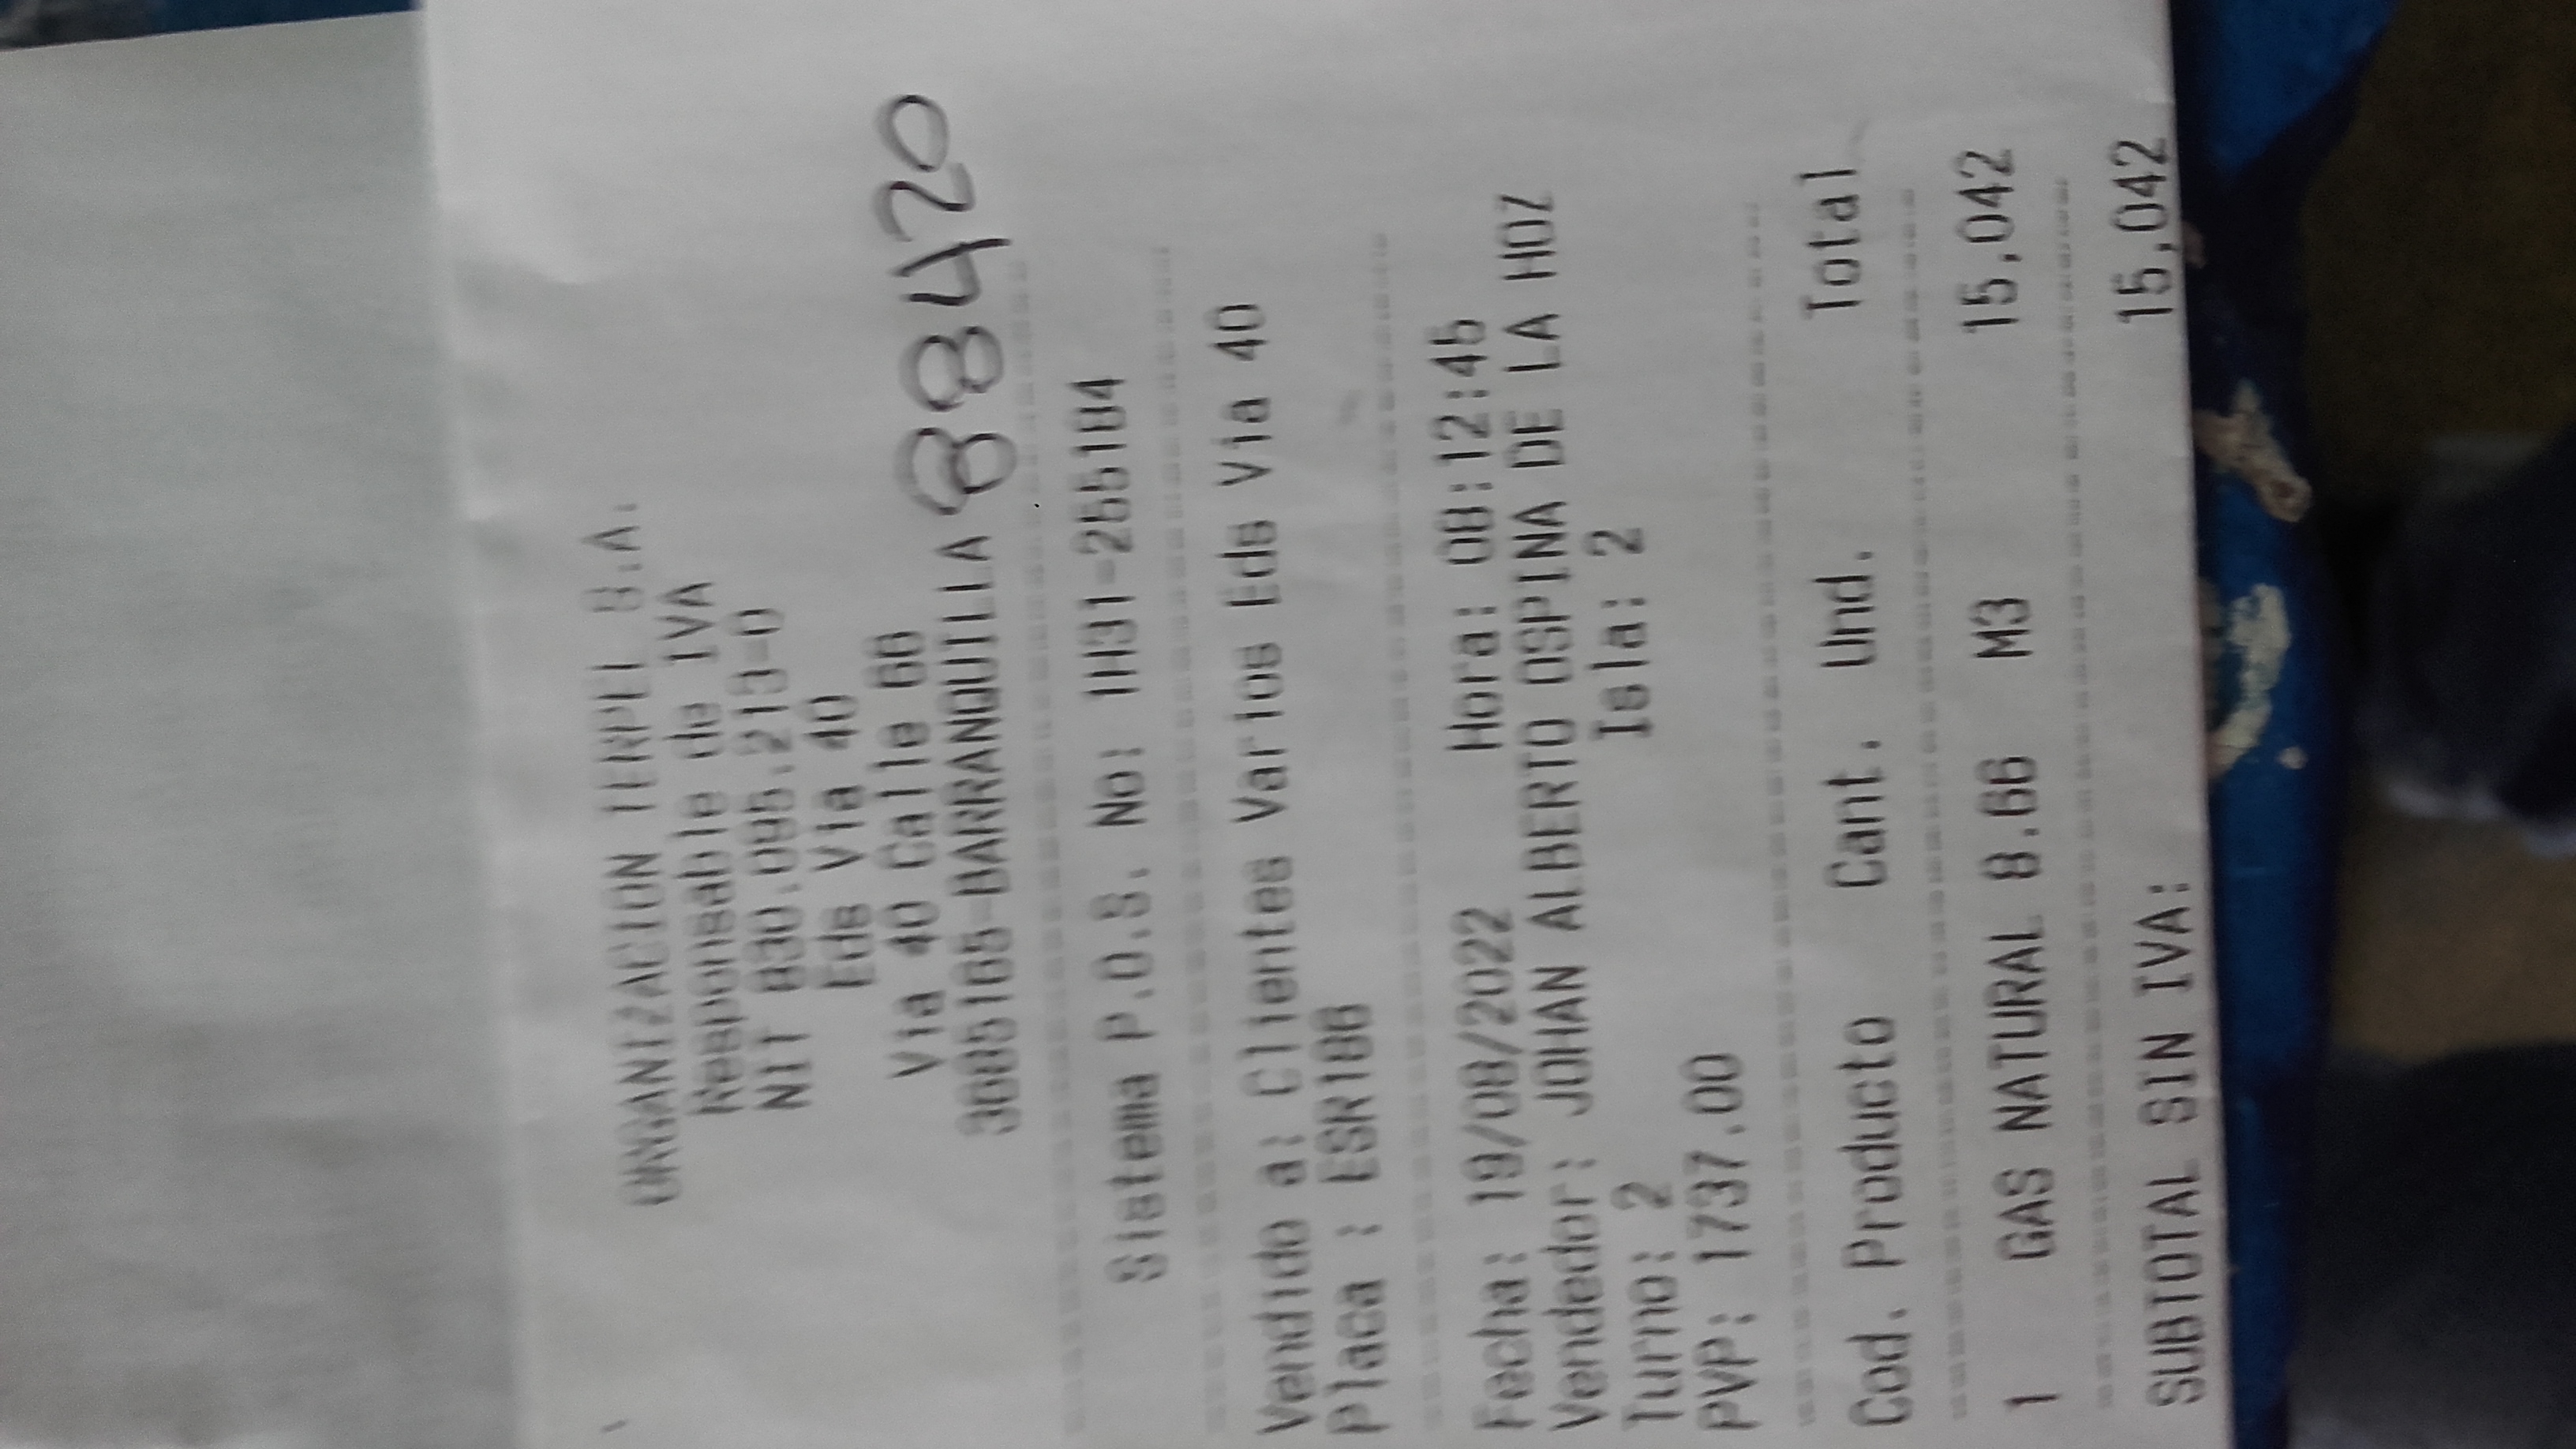 ORGANIZACION TERPEL S.A.
Responsable de IVA
NIT 830.095.213-0
Eds Via 40
Via 40 Calle 66
3685165-BARRANQUILLA 88420
Sistema P.O.S. No: 1H31-255184
Vendido a: Clientes Varios Eds Via 40
Placa :
Fecha: 19/08/2022 Hora: 08:12:45
Vendedor: JOHAN ALBERTO OSPINA DE LA HOZ
Turno: 2 Isla: 2
PVP: 1737.00
Cod. Producto Cant. Und. Total
1 GAS NATURAL 8.66 M3 15,042
SUBTOTAL SIN IVA: 15,042